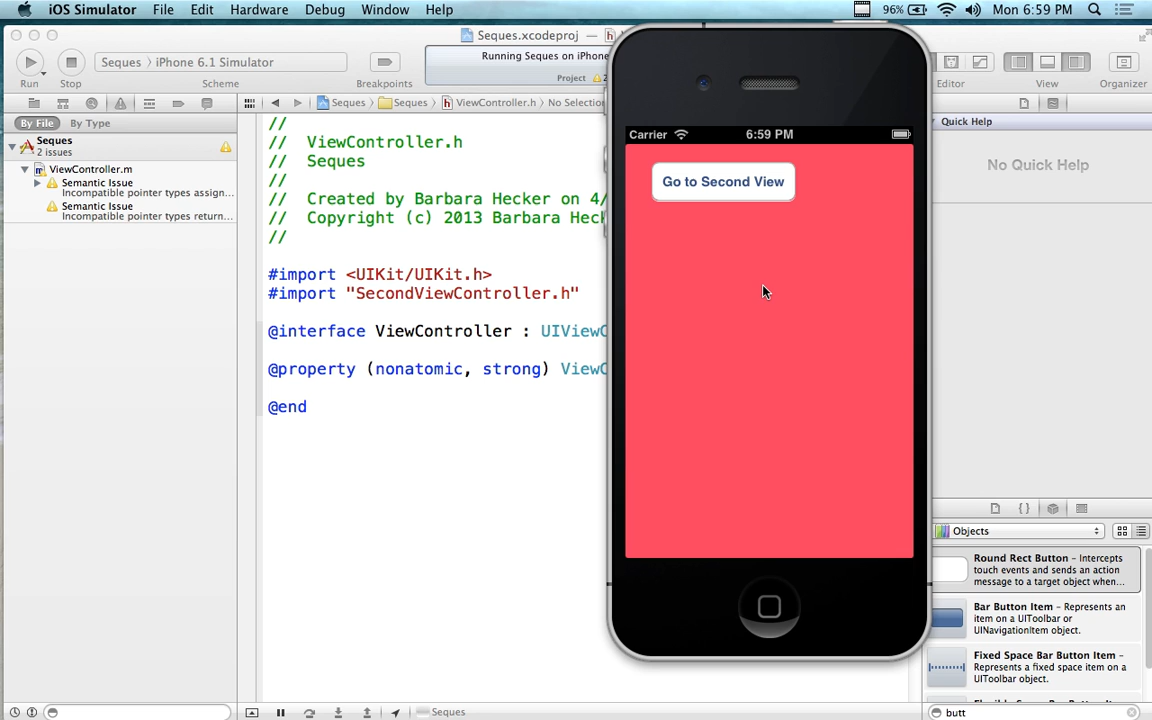 iOS Simulator File Edit Hardware Debug Window Help 96% Mon 6:59 PM
Seques.xcodeproj —
Seques 〉 iPhone 6.1 Simulator
Running Seques on iPhone
Project 2
Run Stop Scheme Breakpoints Editor View Organizer
Seques Seques ViewController.h No Selection
By File By Type
Seques
2 issues
ViewController.m
Semantic Issue
Incompatible pointer types assign...
Semantic Issue
Incompatible pointer types return...
//
// ViewController.h
// Seques
//
// Created by Barbara Hecker on 4/
// Copyright (c) 2013 Barbara Heck
//
#import <UIKit/UIKit.h>
#import "SecondViewController.h"
@interface ViewController : UIViewC
@property (nonatomic, strong) ViewC
@end
Carrier 6:59 PM
Go to Second View
Quick Help
No Quick Help
Objects
Round Rect Button – Intercepts
touch events and sends an action
message to a target object when...
Bar Button Item – Represents an
item on a UIToolbar or
UINavigationItem object.
Fixed Space Bar Button Item –
Represents a fixed space item on a
UIToolbar object.
Seques
butt